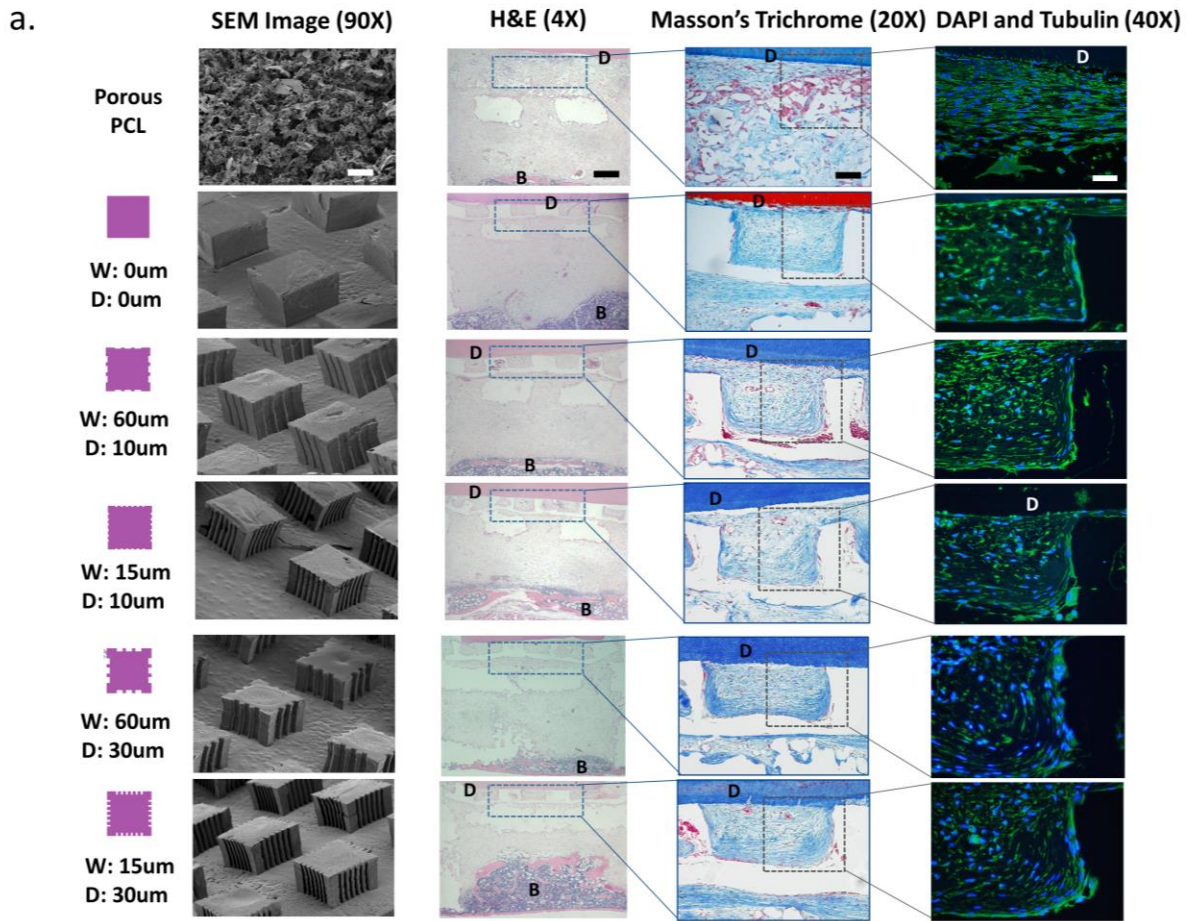 a.
SEM Image (90X)
H&E (4X)
Masson's Trichrome (20X)
DAPI and Tubulin (40X)
Porous
PCL
D
B
D
D
W: 0um
D: 0um
D
B
D
W: 60um
D: 10um
D
B
D
W: 15um
D: 10um
D
B
D
D
W: 60um
D: 30um
B
D
W: 15um
D: 30um
D
B
D